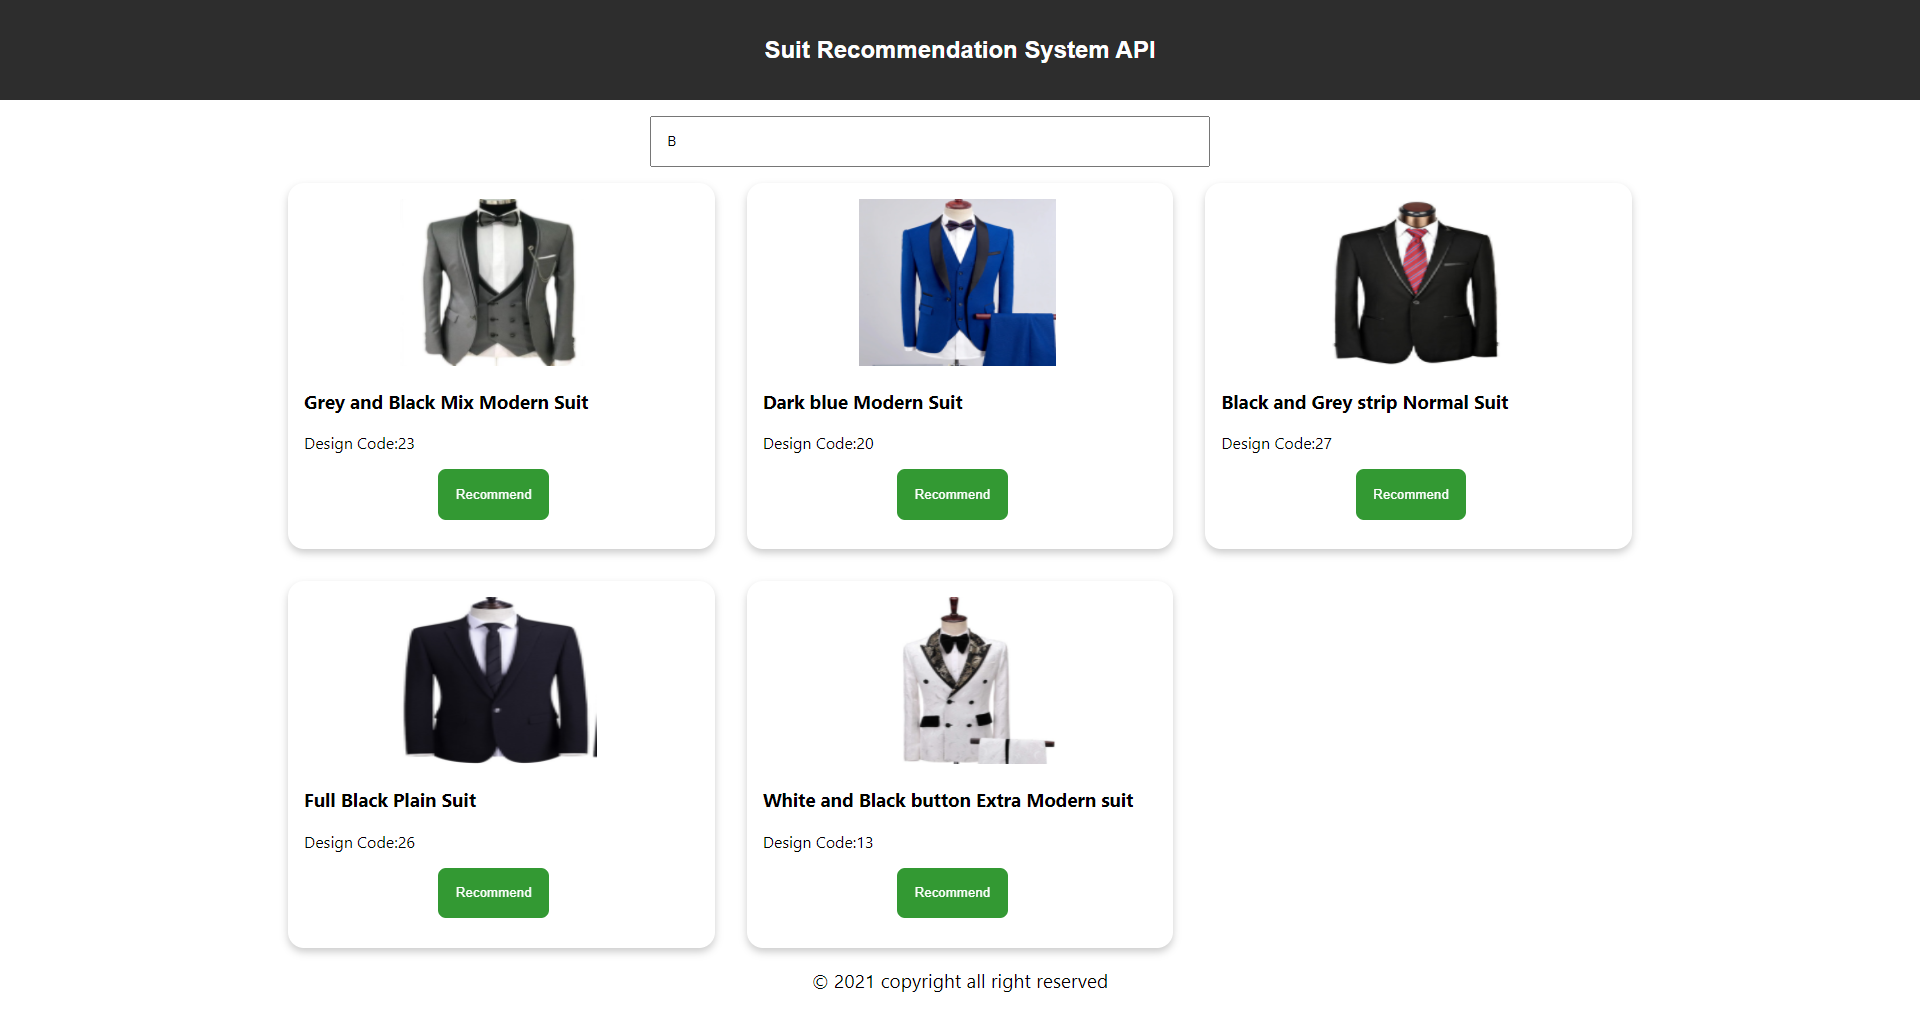 Suit Recommendation System API
B
Grey and Black Mix Modern Suit
Design Code:23
Recommend
Dark blue Modern Suit
Design Code:20
Recommend
Black and Grey strip Normal Suit
Design Code:27
Recommend
Full Black Plain Suit
Design Code:26
Recommend
White and Black button Extra Modern suit
Design Code:13
Recommend
© 2021 copyright all right reserved